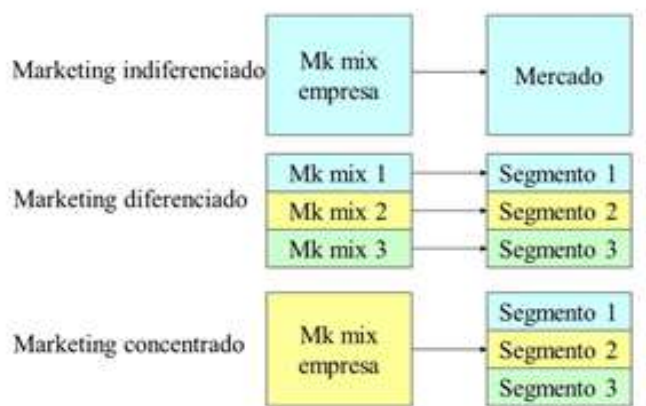 Marketing indiferenciado
Mk mix
empresa
Mercado
Marketing diferenciado
Mk mix 1
Segmento 1
Mk mix 2
Segmento 2
Mk mix 3
Segmento 3
Marketing concentrado
Mk mix
empresa
Segmento 1
Segmento 2
Segmento 3